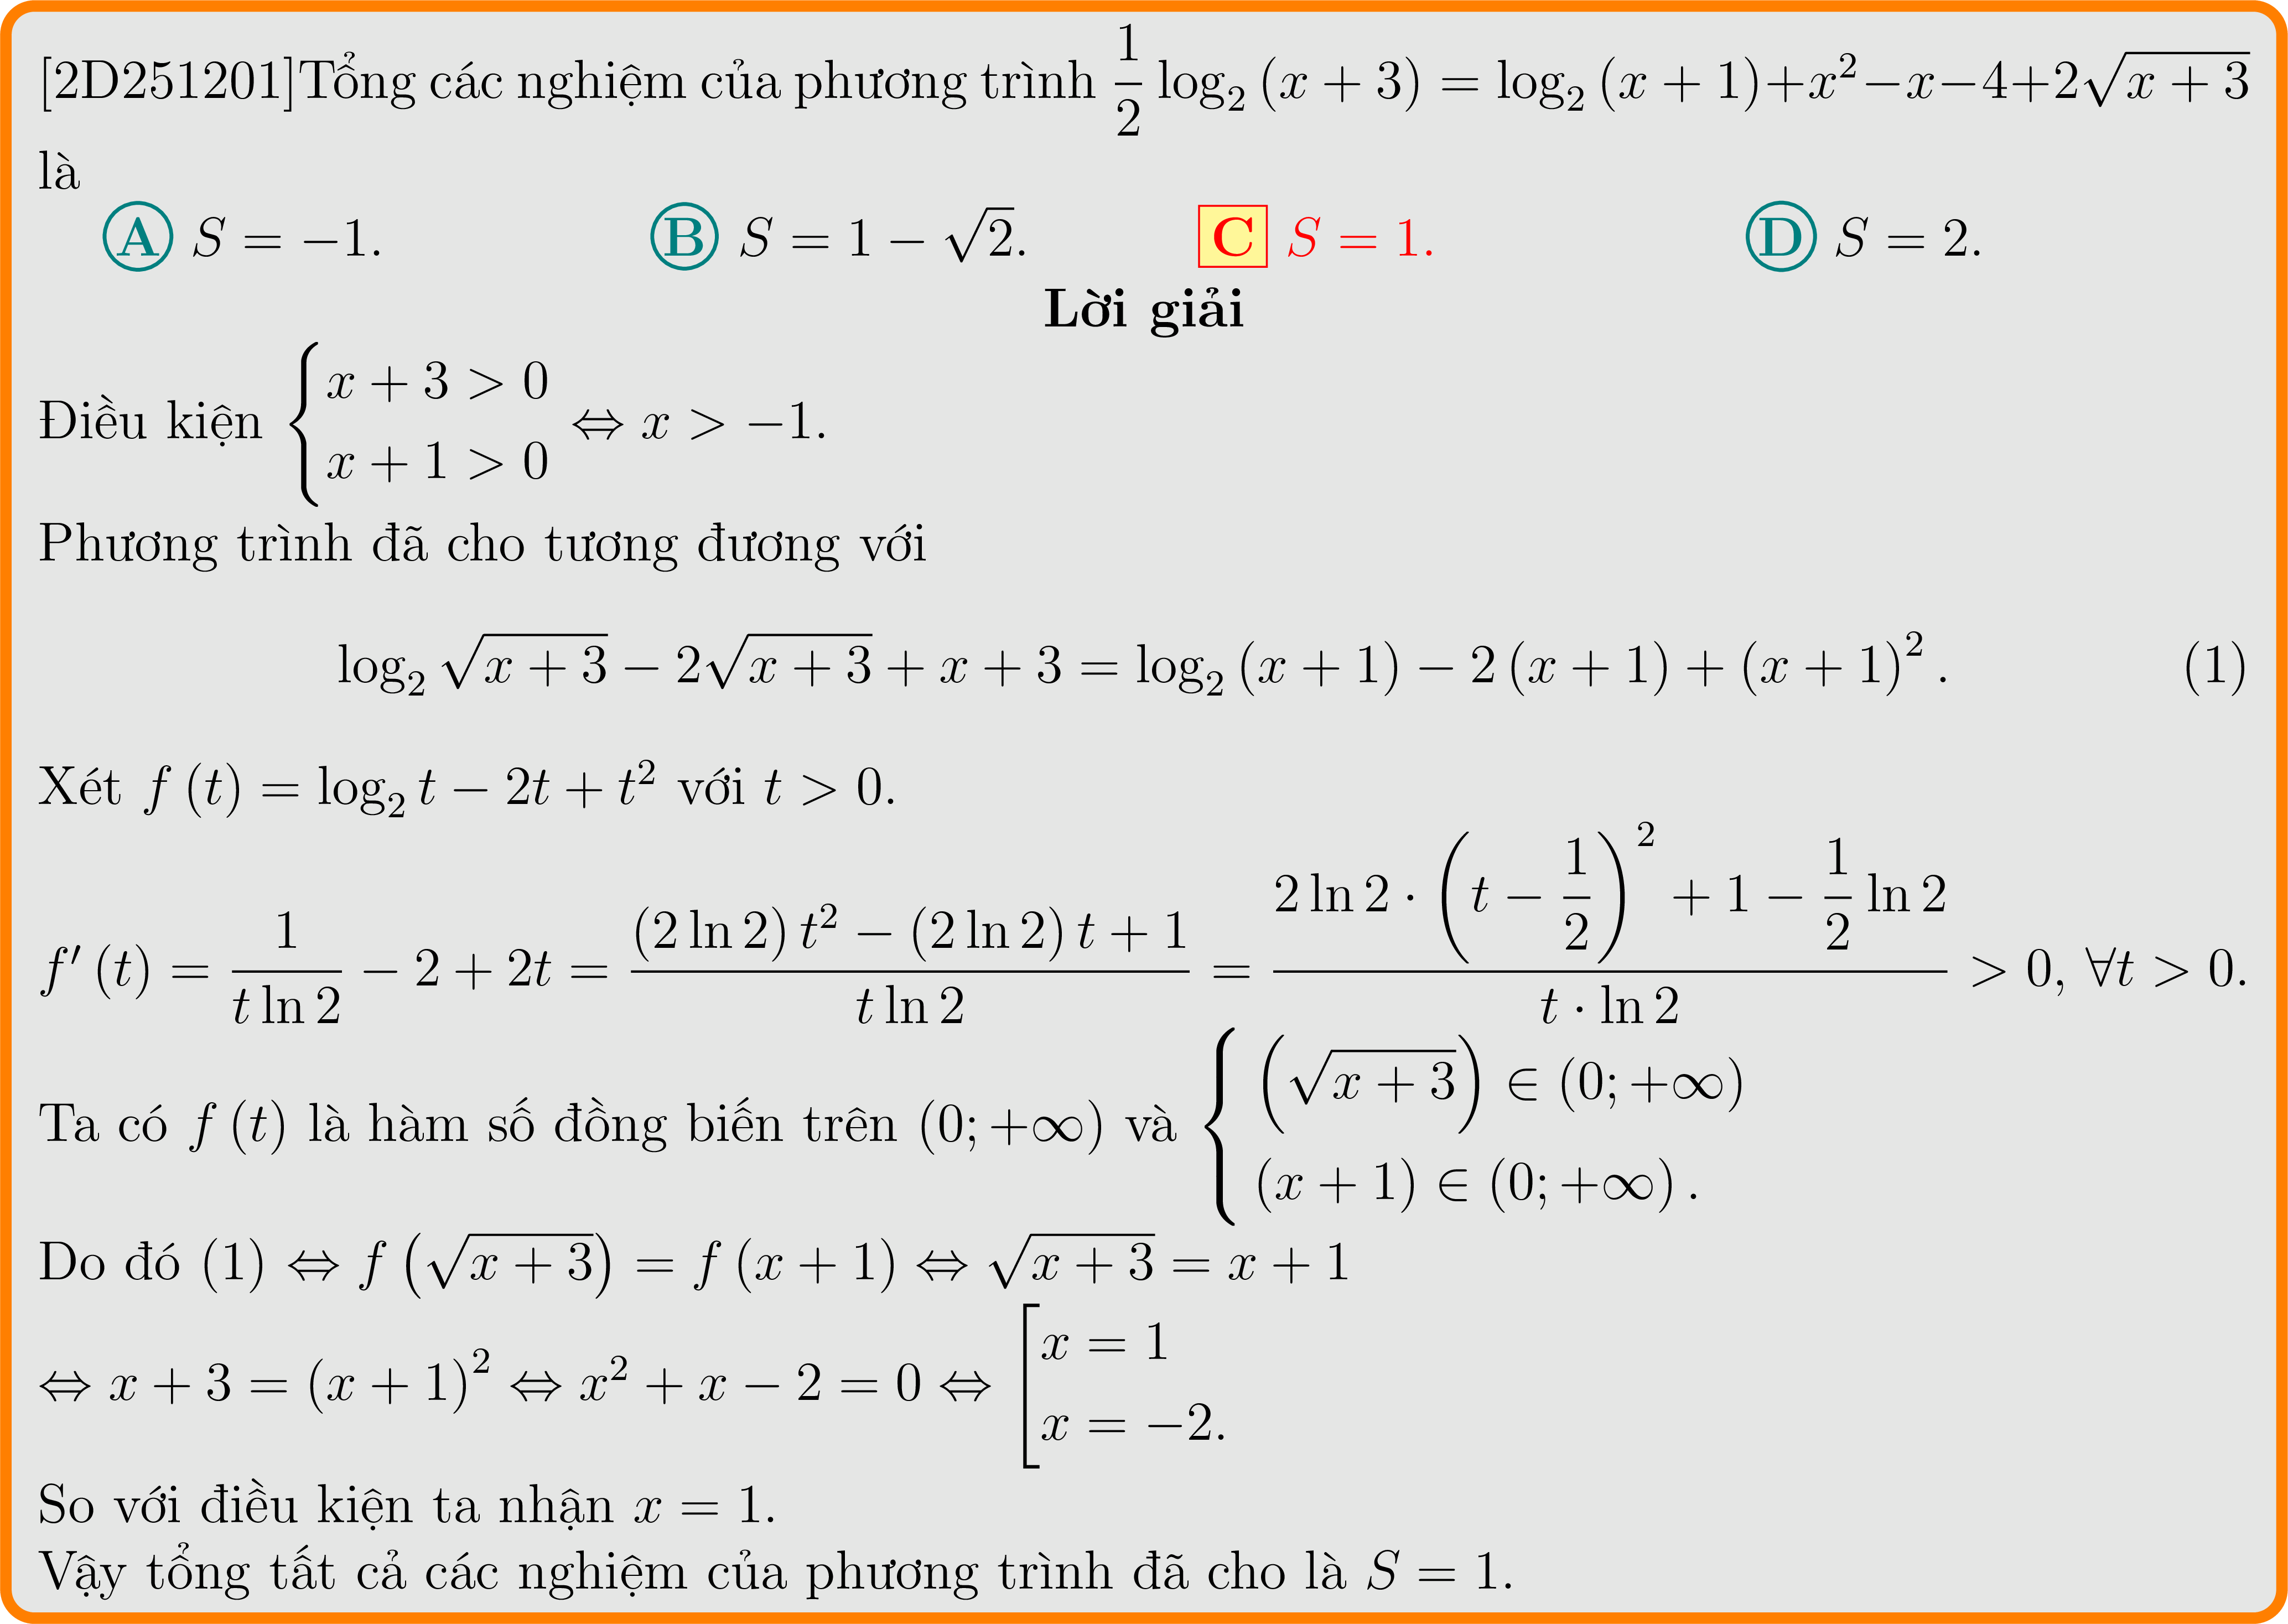 [2D251201]Tổng các nghiệm của phương trình $\dfrac{1}{2}\log_2(x+3)=\log_2(x+1)+x^2-x-4+2\sqrt{x+3}$
là
A S = −1. B S = 1 − √2. C S = 1. D S = 2.
Lời giải
Điều kiện $\begin{cases}x+3>0\\x+1>0\end{cases}\Leftrightarrow x>-1.$
Phương trình đã cho tương đương với
$\log_2\sqrt{x+3}-2\sqrt{x+3}+x+3=\log_2(x+1)-2(x+1)+(x+1)^2.$ (1)
Xét $f(t)=\log_2 t-2t+t^2$ với $t>0.$
$f'(t)=\dfrac{1}{t\ln 2}-2+2t=\dfrac{(2\ln 2)t^2-(2\ln 2)t+1}{t\ln 2}=\dfrac{2\ln 2\cdot\left(t-\dfrac{1}{2}\right)^2+1-\dfrac{1}{2}\ln 2}{t\cdot\ln 2}>0,\ \forall t>0.$
Ta có $f(t)$ là hàm số đồng biến trên $(0;+\infty)$ và $\begin{cases}\left(\sqrt{x+3}\right)\in(0;+\infty)\\(x+1)\in(0;+\infty).\end{cases}$
Do đó $(1)\Leftrightarrow f\left(\sqrt{x+3}\right)=f(x+1)\Leftrightarrow\sqrt{x+3}=x+1$
$\Leftrightarrow x+3=(x+1)^2\Leftrightarrow x^2+x-2=0\Leftrightarrow\left[\begin{array}{l}x=1\\x=-2.\end{array}\right.$
So với điều kiện ta nhận $x=1.$
Vậy tổng tất cả các nghiệm của phương trình đã cho là $S=1.$